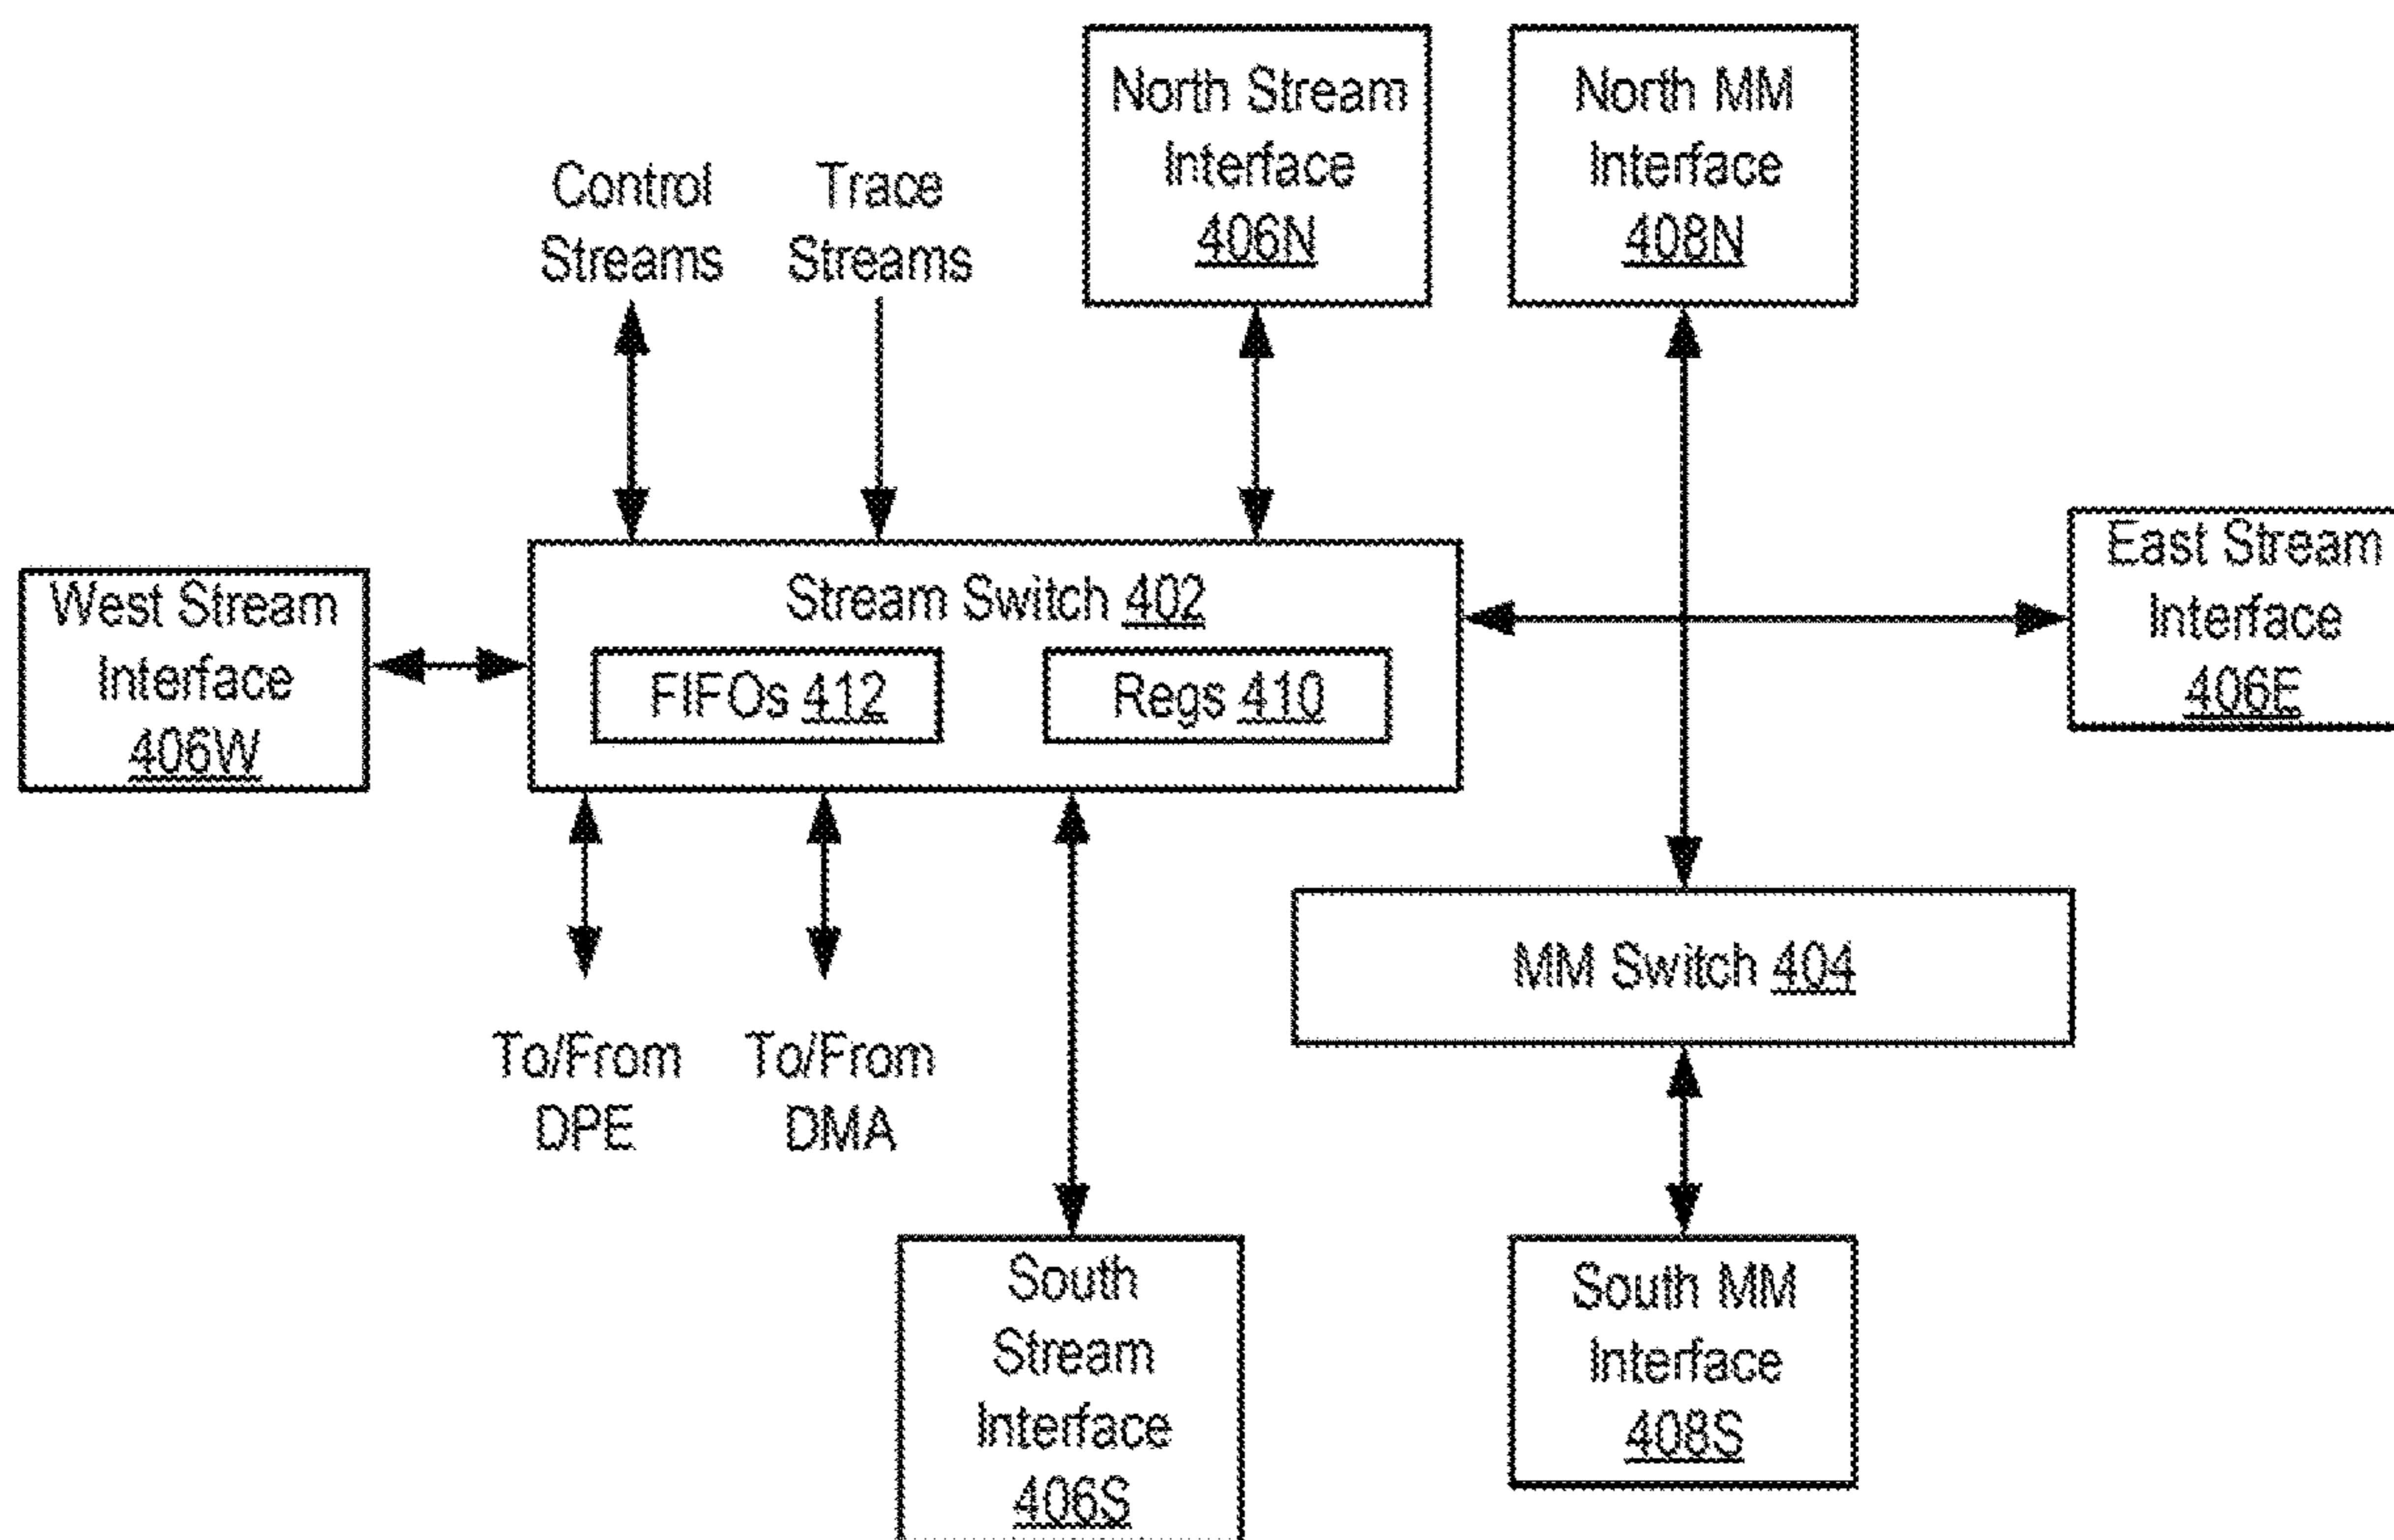 North Stream
Interface
406N
North MM
Interface
408N
Control
Streams
Trace
Streams
West Stream
Interface
406W
Stream Switch 402
FIFOs 412
Regs 410
East Stream
Interface
406E
MM Switch 404
To/From
DPE
To/From
DMA
South
Stream
Interface
406S
South MM
Interface
408S